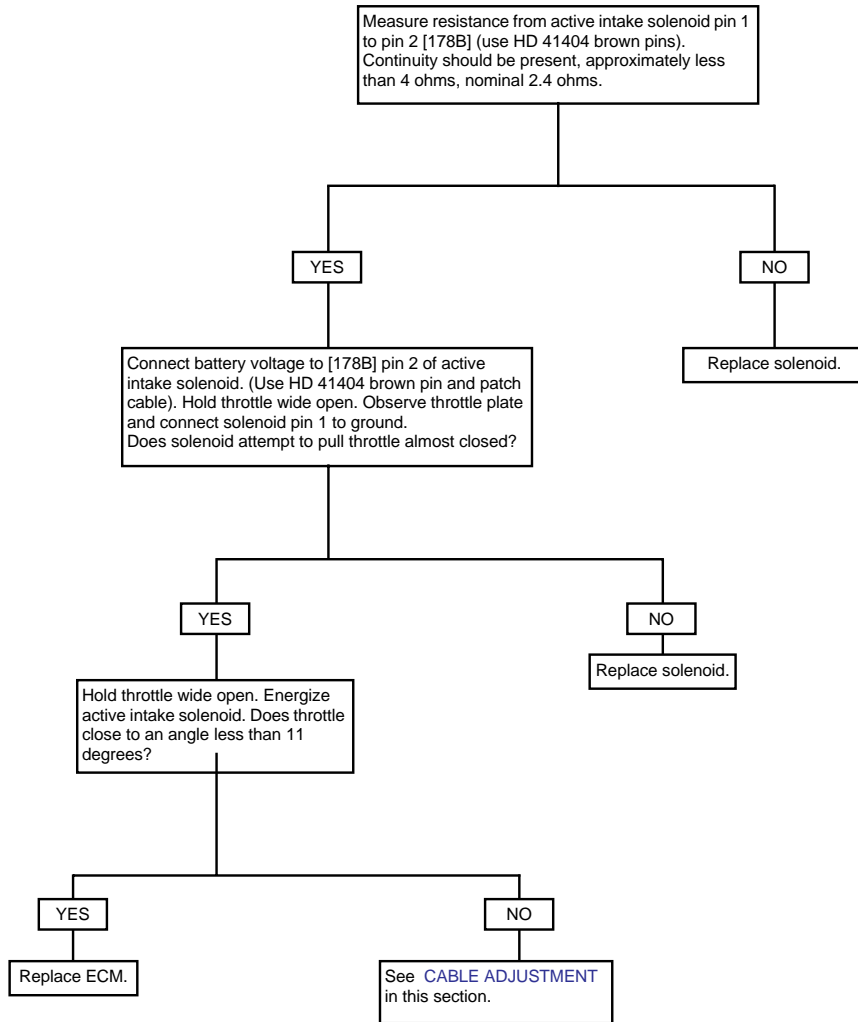 Measure resistance from active intake solenoid pin 1
to pin 2 [178B] (use HD 41404 brown pins).
Continuity should be present, approximately less
than 4 ohms, nominal 2.4 ohms.
YES
NO
Connect battery voltage to [178B] pin 2 of active
intake solenoid. (Use HD 41404 brown pin and patch
cable). Hold throttle wide open. Observe throttle plate
and connect solenoid pin 1 to ground.
Does solenoid attempt to pull throttle almost closed?
Replace solenoid.
YES
NO
Hold throttle wide open. Energize
active intake solenoid. Does throttle
close to an angle less than 11
degrees?
Replace solenoid.
YES
NO
Replace ECM.
See CABLE ADJUSTMENT
in this section.